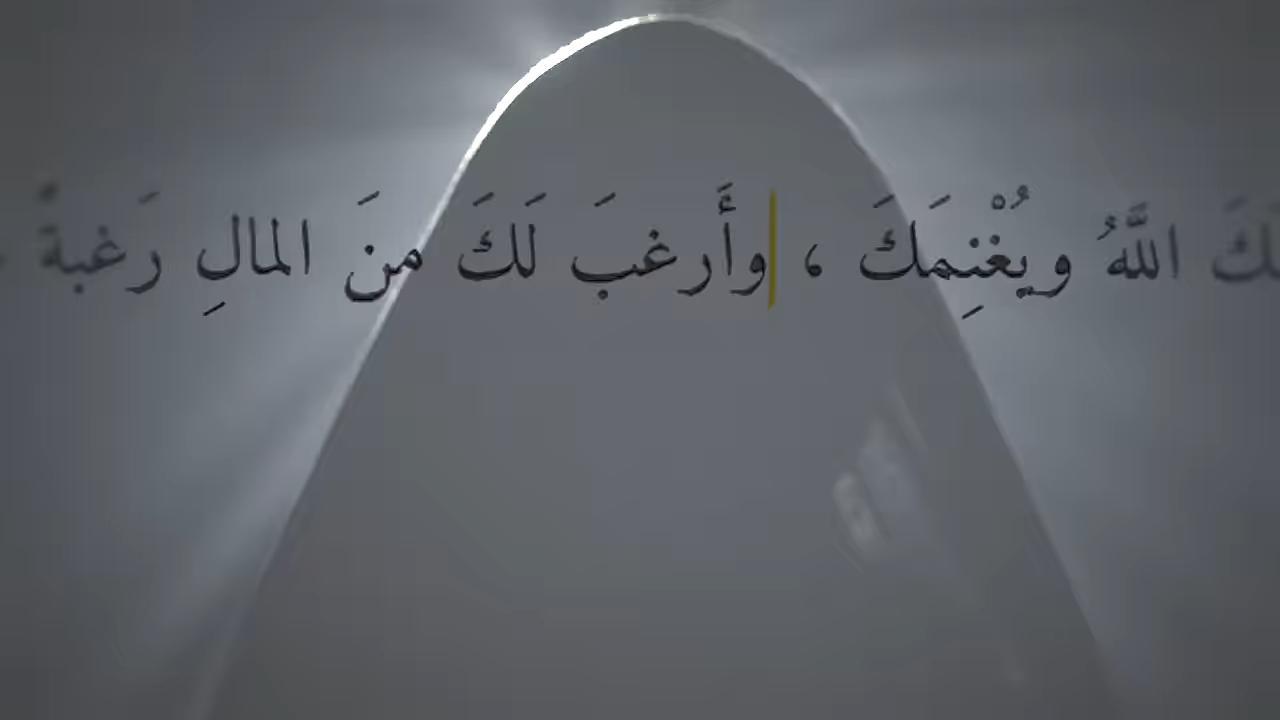 اللَّهُ ويُغْنِمَكَ ، وأَرغبَ لَكَ منَ المالِ رَغبةً